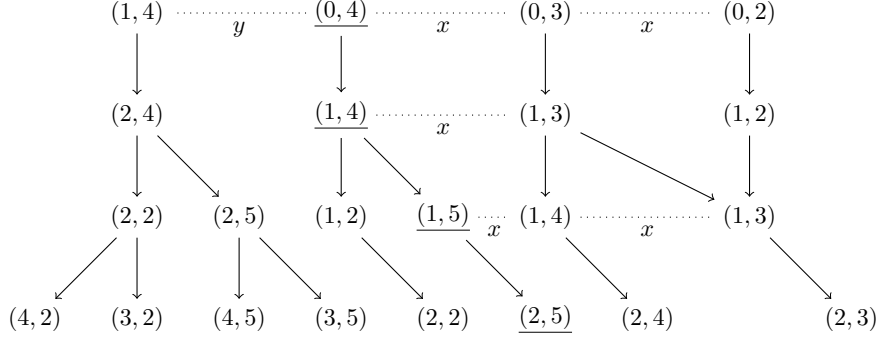 (1, 4) y (0, 4) x (0, 3) x (0, 2)
(2, 4) (1, 4) x (1, 3) (1, 2)
(2, 2) (2, 5) (1, 2) (1, 5) x (1, 4) x (1, 3)
(4, 2) (3, 2) (4, 5) (3, 5) (2, 2) (2, 5) (2, 4) (2, 3)